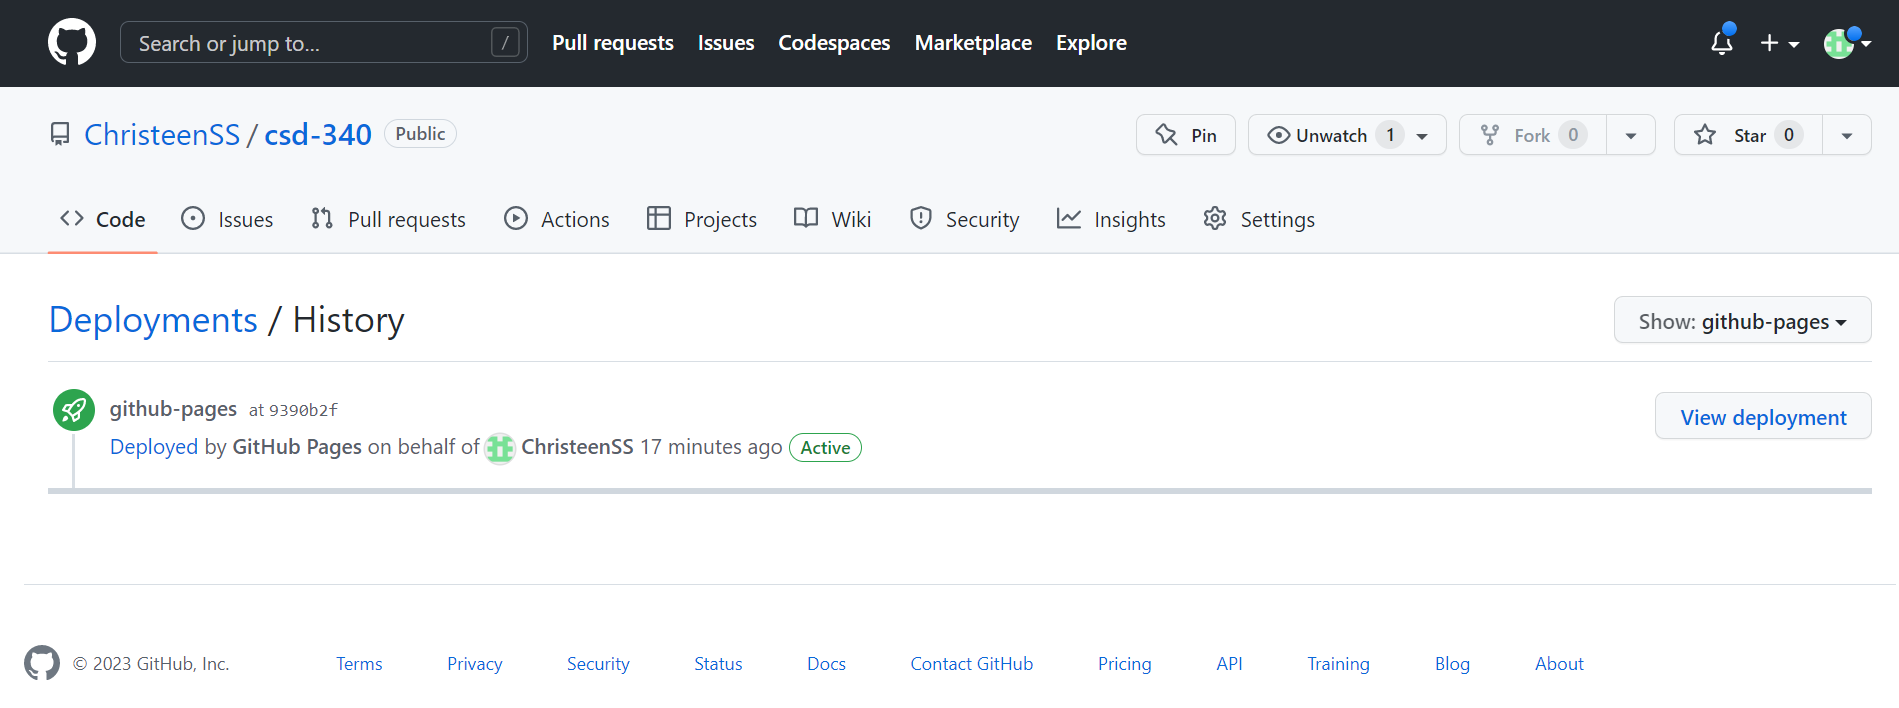 Search or jump to... / Pull requests Issues Codespaces Marketplace Explore
ChristeenSS / csd-340 Public Pin Unwatch 1 Fork 0 Star 0
Code Issues Pull requests Actions Projects Wiki Security Insights Settings
Deployments / History Show: github-pages
github-pages at 9390b2f View deployment
Deployed by GitHub Pages on behalf of ChristeenSS 17 minutes ago Active
© 2023 GitHub, Inc. Terms Privacy Security Status Docs Contact GitHub Pricing API Training Blog About